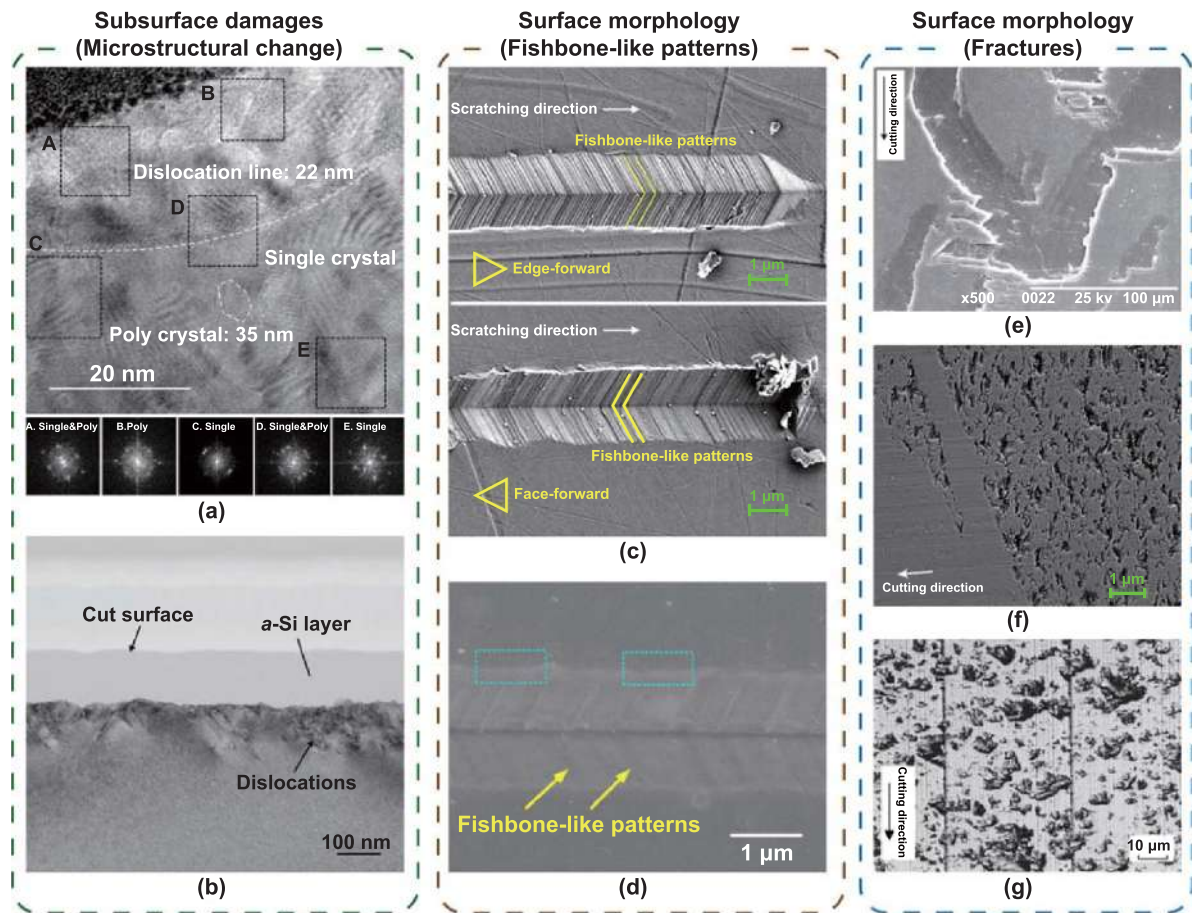 Subsurface damages
(Microstructural change)
A
B
Dislocation line: 22 nm
D
C
Single crystal
Poly crystal: 35 nm
E
20 nm
A. Single&Poly
B.Poly
C. Single
D. Single&Poly
E. Single
(a)
Cut surface
a-Si layer
Dislocations
100 nm
(b)
Surface morphology
(Fishbone-like patterns)
Scratching direction
Fishbone-like patterns
Edge-forward
1 μm
Scratching direction
Fishbone-like patterns
Face-forward
1 μm
(c)
Fishbone-like patterns
1 μm
(d)
Surface morphology
(Fractures)
Cutting direction
x500 0022 25 kv 100 μm
(e)
Cutting direction
1 μm
(f)
Cutting direction
10 μm
(g)